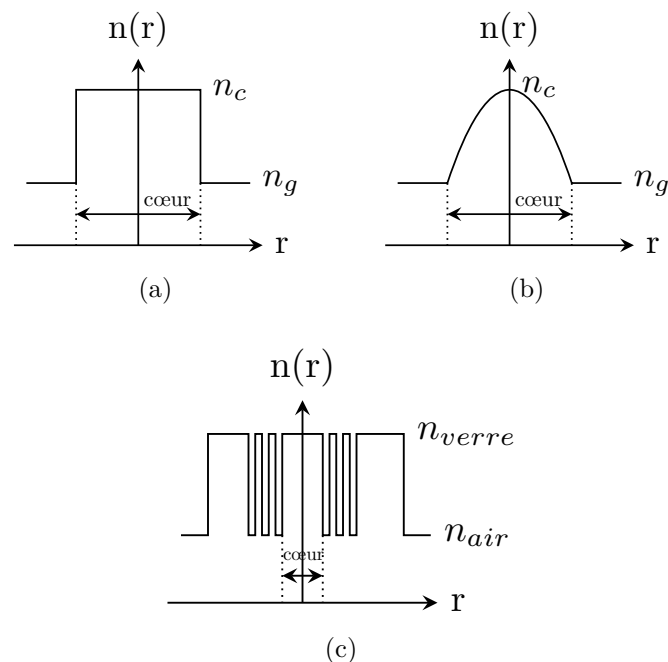 n(r)
n_c
n_g
cœur
r
(a)
n(r)
n_c
n_g
cœur
r
(b)
n(r)
n_verre
n_air
cœur
r
(c)